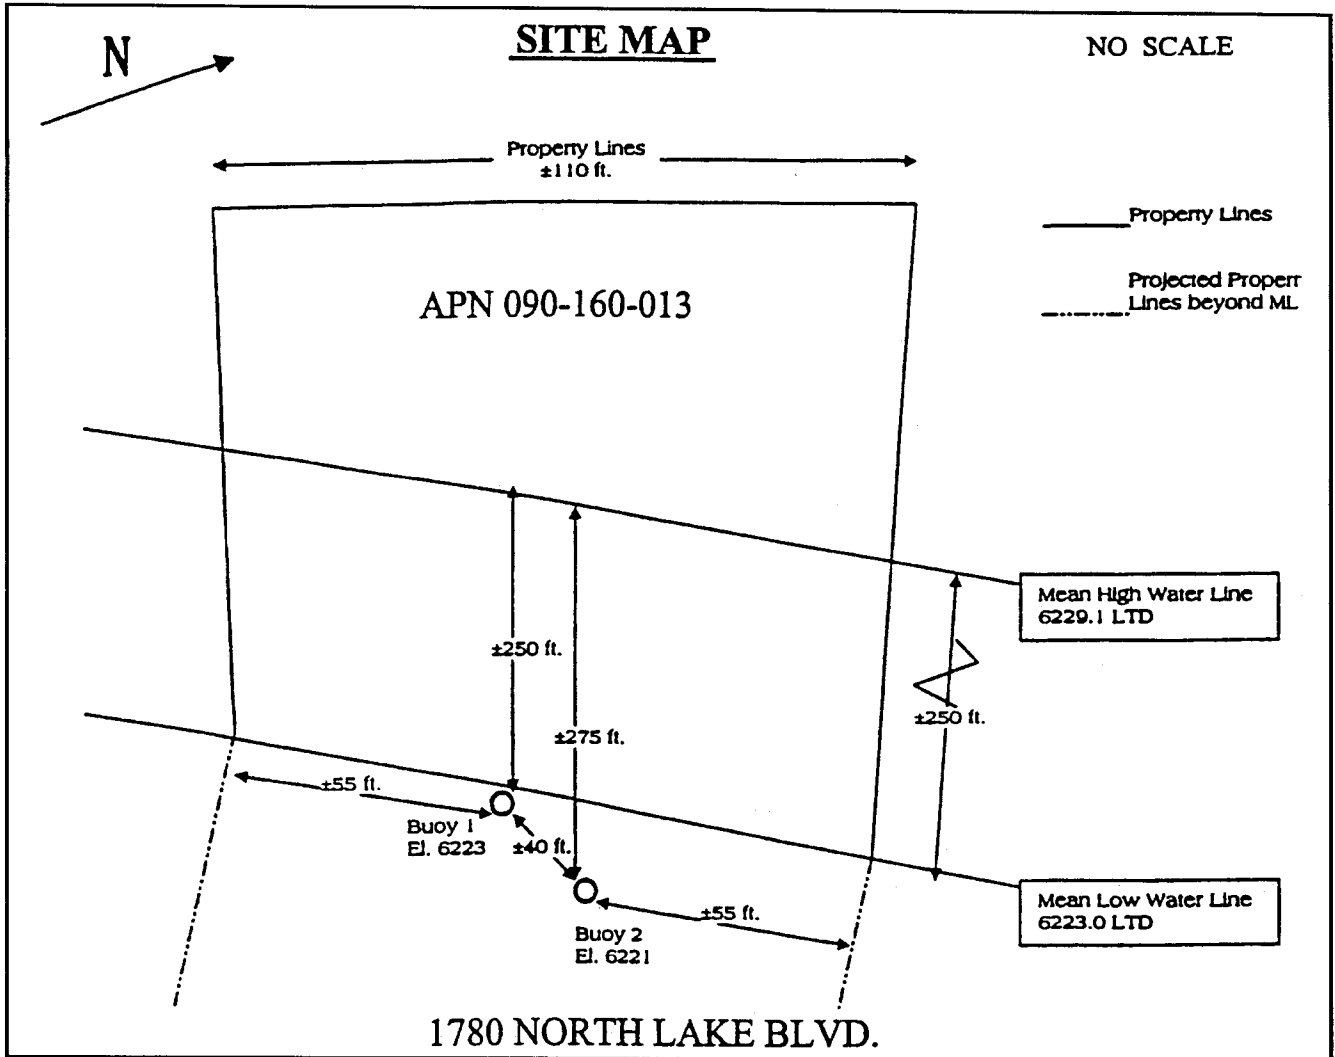 SITE MAP
NO SCALE
N
Property Lines
±110 ft.
Property Lines
APN 090-160-013
Projected Propert
Lines beyond ML
Mean High Water Line
6229.1 LTD
±250 ft.
±250 ft.
±275 ft.
±55 ft.
Buoy 1
El. 6223
±40 ft.
Mean Low Water Line
6223.0 LTD
±55 ft.
Buoy 2
El. 6221
1780 NORTH LAKE BLVD.